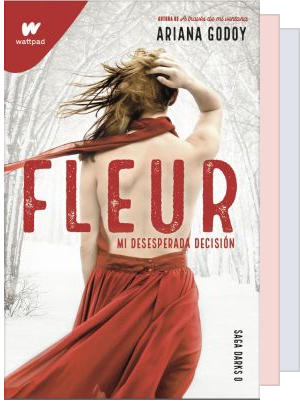 wattpad
AUTORA DE A través de mi ventana
ARIANA GODOY
FLEUR
MI DESESPERADA DECISIÓN
SAGA DARKS 0